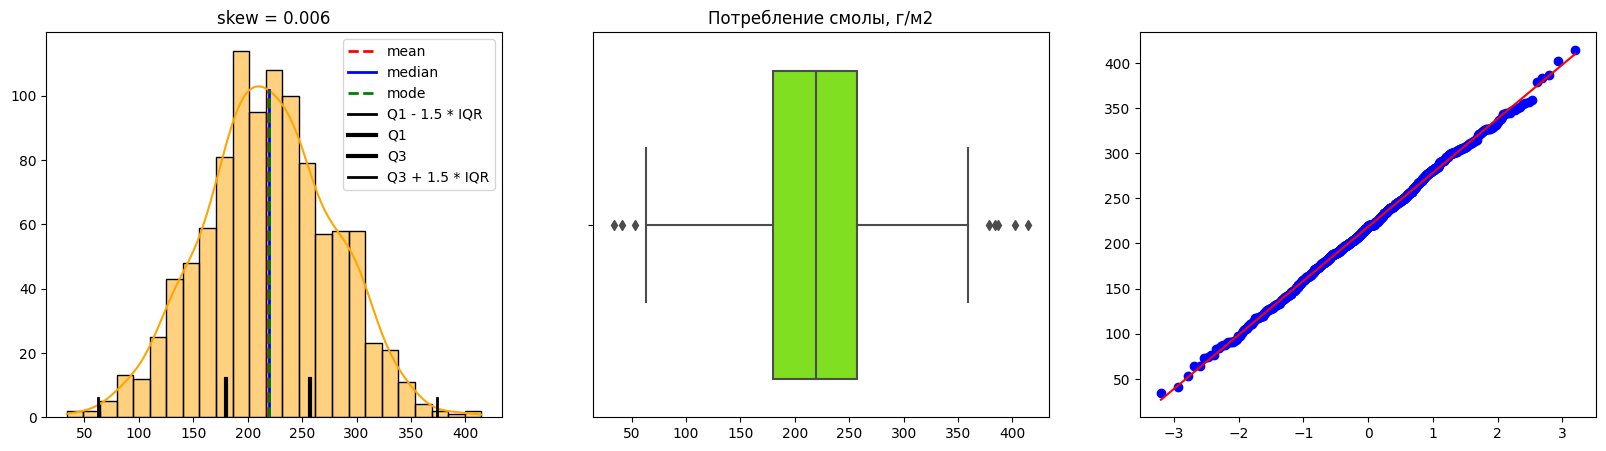 skew = 0.006
100
80
60
40
20
0
50 100 150 200 250 300 350 400
mean
median
mode
Q1 - 1.5 * IQR
Q1
Q3
Q3 + 1.5 * IQR
Потребление смолы, г/м2
50 100 150 200 250 300 350 400
400
350
300
250
200
150
100
50
−3 −2 −1 0 1 2 3